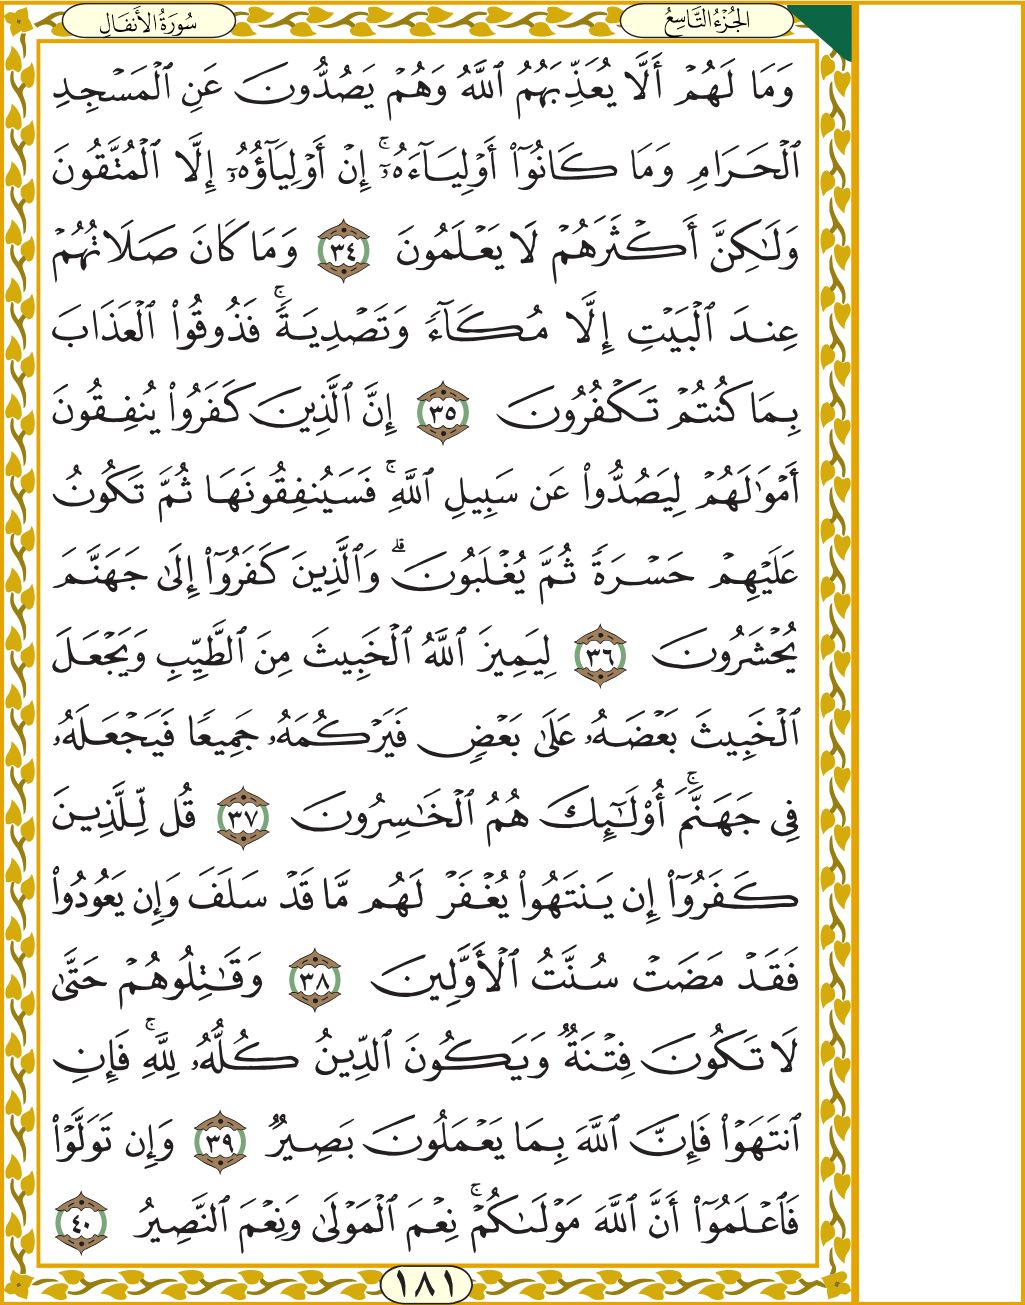 الجُزْءُ التَّاسِعُ
سُورَةُ الأَنفَالِ
وَمَا لَهُمْ أَلَّا يُعَذِّبَهُمُ ٱللَّهُ وَهُمْ يَصُدُّونَ عَنِ ٱلْمَسْجِدِ
ٱلْحَرَامِ وَمَا كَانُوٓا۟ أَوْلِيَآءَهُۥٓ ۚ إِنْ أَوْلِيَآؤُهُۥٓ إِلَّا ٱلْمُتَّقُونَ
وَلَـٰكِنَّ أَكْثَرَهُمْ لَا يَعْلَمُونَ ٣٤ وَمَا كَانَ صَلَاتُهُمْ
عِندَ ٱلْبَيْتِ إِلَّا مُكَآءً وَتَصْدِيَةً ۚ فَذُوقُوا۟ ٱلْعَذَابَ
بِمَا كُنتُمْ تَكْفُرُونَ ٣٥ إِنَّ ٱلَّذِينَ كَفَرُوا۟ يُنفِقُونَ
أَمْوَٰلَهُمْ لِيَصُدُّوا۟ عَن سَبِيلِ ٱللَّهِ ۚ فَسَيُنفِقُونَهَا ثُمَّ تَكُونُ
عَلَيْهِمْ حَسْرَةً ثُمَّ يُغْلَبُونَ ۗ وَٱلَّذِينَ كَفَرُوٓا۟ إِلَىٰ جَهَنَّمَ
يُحْشَرُونَ ٣٦ لِيَمِيزَ ٱللَّهُ ٱلْخَبِيثَ مِنَ ٱلطَّيِّبِ وَيَجْعَلَ
ٱلْخَبِيثَ بَعْضَهُۥ عَلَىٰ بَعْضٍ فَيَرْكُمَهُۥ جَمِيعًا فَيَجْعَلَهُۥ
فِى جَهَنَّمَ ۚ أُو۟لَـٰٓئِكَ هُمُ ٱلْخَـٰسِرُونَ ٣٧ قُل لِّلَّذِينَ
كَفَرُوٓا۟ إِن يَنتَهُوا۟ يُغْفَرْ لَهُم مَّا قَدْ سَلَفَ وَإِن يَعُودُوا۟
فَقَدْ مَضَتْ سُنَّتُ ٱلْأَوَّلِينَ ٣٨ وَقَـٰتِلُوهُمْ حَتَّىٰ
لَا تَكُونَ فِتْنَةٌ وَيَكُونَ ٱلدِّينُ كُلُّهُۥ لِلَّهِ ۚ فَإِنِ
ٱنتَهَوْا۟ فَإِنَّ ٱللَّهَ بِمَا يَعْمَلُونَ بَصِيرٌ ٣٩ وَإِن تَوَلَّوْا۟
فَٱعْلَمُوٓا۟ أَنَّ ٱللَّهَ مَوْلَىٰكُمْ ۚ نِعْمَ ٱلْمَوْلَىٰ وَنِعْمَ ٱلنَّصِيرُ ٤٠
١٨١